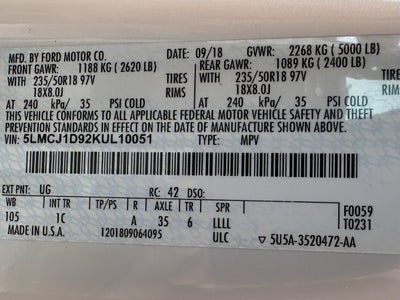 MFD. BY FORD MOTOR CO. 09/18 GVWR: 2268 KG ( 5000 LB)
FRONT GAWR: 1188 KG ( 2620 LB) REAR GAWR: 1089 KG ( 2400 LB)
235/50R18 97V TIRES 235/50R18 97V TIRES
18X8.0J RIMS 18X8.0J RIMS
AT 240 kPa/ 35 PSI COLD AT 240 kPa/ 35 PSI COLD
THIS VEHICLE CONFORMS TO ALL APPLICABLE FEDERAL MOTOR VEHICLE SAFETY AND THEFT
PREVENTION STANDARDS IN EFFECT ON THE DATE OF MANUFACTURE SHOWN ABOVE.
VIN: 5LMCJ1D92KUL10051 TYPE: MPV
EXT PNT: UG RC: 42 DSO: F0059
WB INT TR TP/PS R AXLE TR SPR T0231
105 1C A 35 6 LLLL
MADE IN U.S.A. 1201809064095 ULC 5U5A-3520472-AA